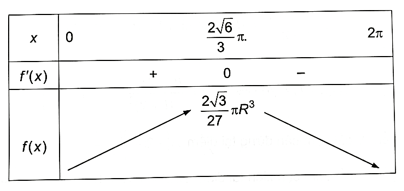 x 0 2√6/3 π. 2π
f'(x) + 0 −
f(x) 2√3/27 πR³